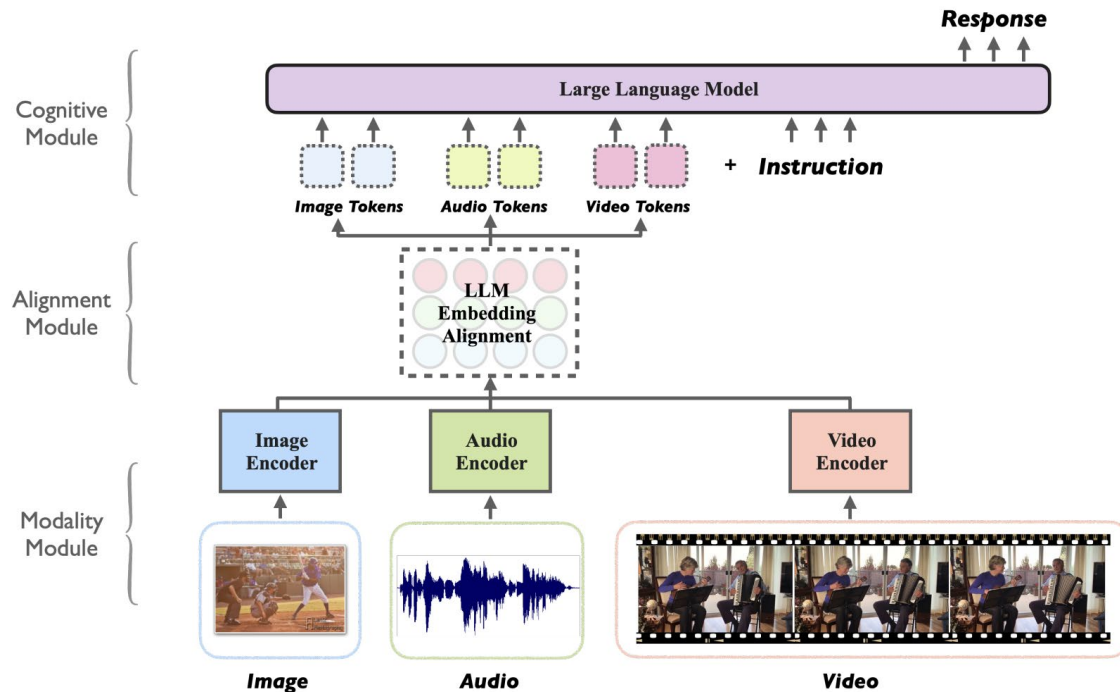 Response
Cognitive
Module
Large Language Model
+ Instruction
Image Tokens
Audio Tokens
Video Tokens
Alignment
Module
LLM
Embedding
Alignment
Image
Encoder
Audio
Encoder
Video
Encoder
Modality
Module
Image
Audio
Video